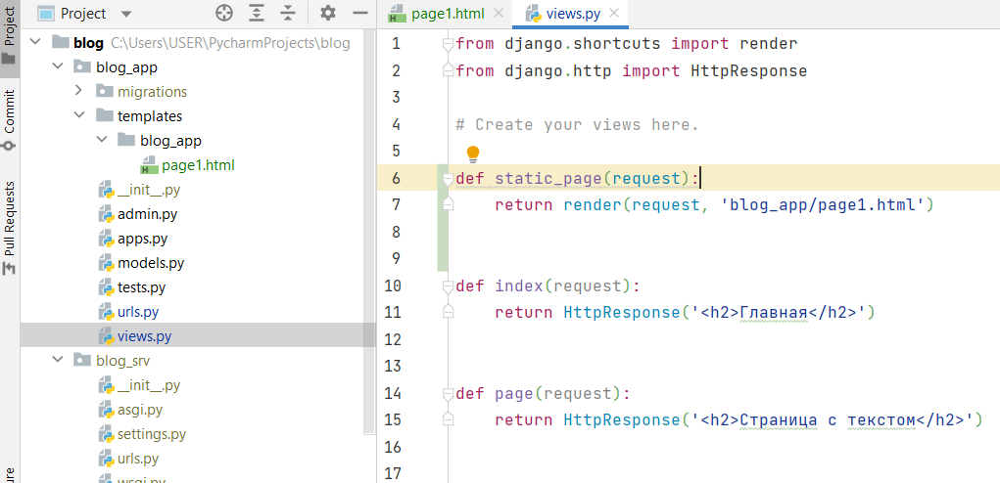 Project
Commit
Pull Requests
Project
blog C:\Users\USER\PycharmProjects\blog
blog_app
migrations
templates
blog_app
page1.html
__init__.py
admin.py
apps.py
models.py
tests.py
urls.py
views.py
blog_srv
__init__.py
asgi.py
settings.py
urls.py
wsgi.py
page1.html
views.py
1 from django.shortcuts import render
2 from django.http import HttpResponse
3
4 # Create your views here.
5
6 def static_page(request):
7 return render(request, 'blog_app/page1.html')
8
9
10 def index(request):
11 return HttpResponse('<h2>Главная</h2>')
12
13
14 def page(request):
15 return HttpResponse('<h2>Страница с текстом</h2>')
16
17